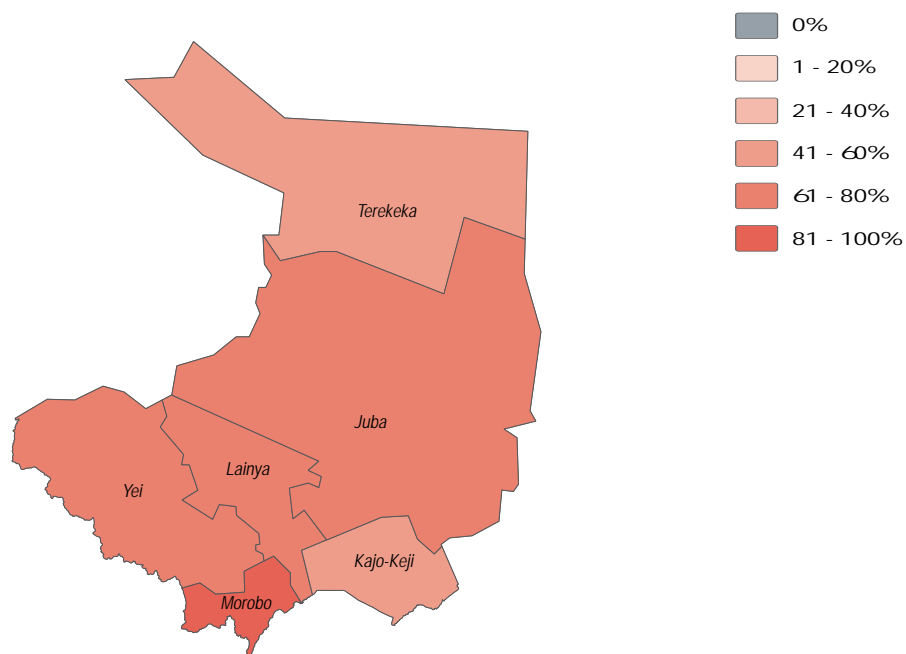 0%
1 - 20%
21 - 40%
41 - 60%
61 - 80%
81 - 100%
Terekeka
Juba
Lainya
Yei
Kajo-Keji
Morobo